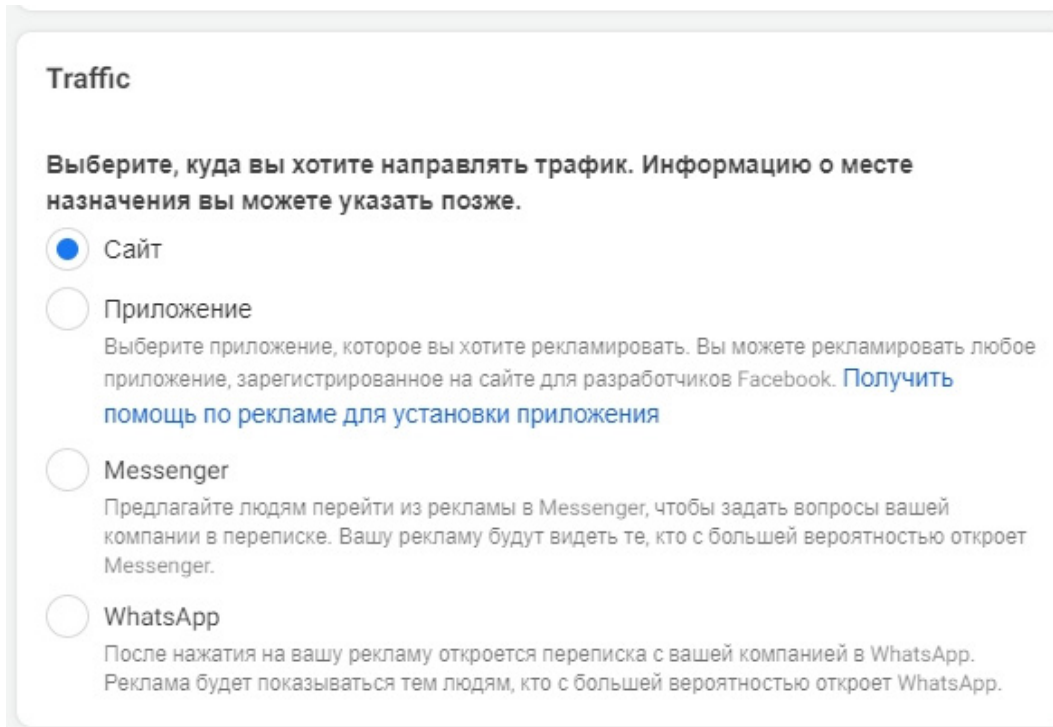 Traffic
Выберите, куда вы хотите направлять трафик. Информацию о месте
назначения вы можете указать позже.
Сайт
Приложение
Выберите приложение, которое вы хотите рекламировать. Вы можете рекламировать любое
приложение, зарегистрированное на сайте для разработчиков Facebook. Получить
помощь по рекламе для установки приложения
Messenger
Предлагайте людям перейти из рекламы в Messenger, чтобы задать вопросы вашей
компании в переписке. Вашу рекламу будут видеть те, кто с большей вероятностью откроет
Messenger.
WhatsApp
После нажатия на вашу рекламу откроется переписка с вашей компанией в WhatsApp.
Реклама будет показываться тем людям, кто с большей вероятностью откроет WhatsApp.